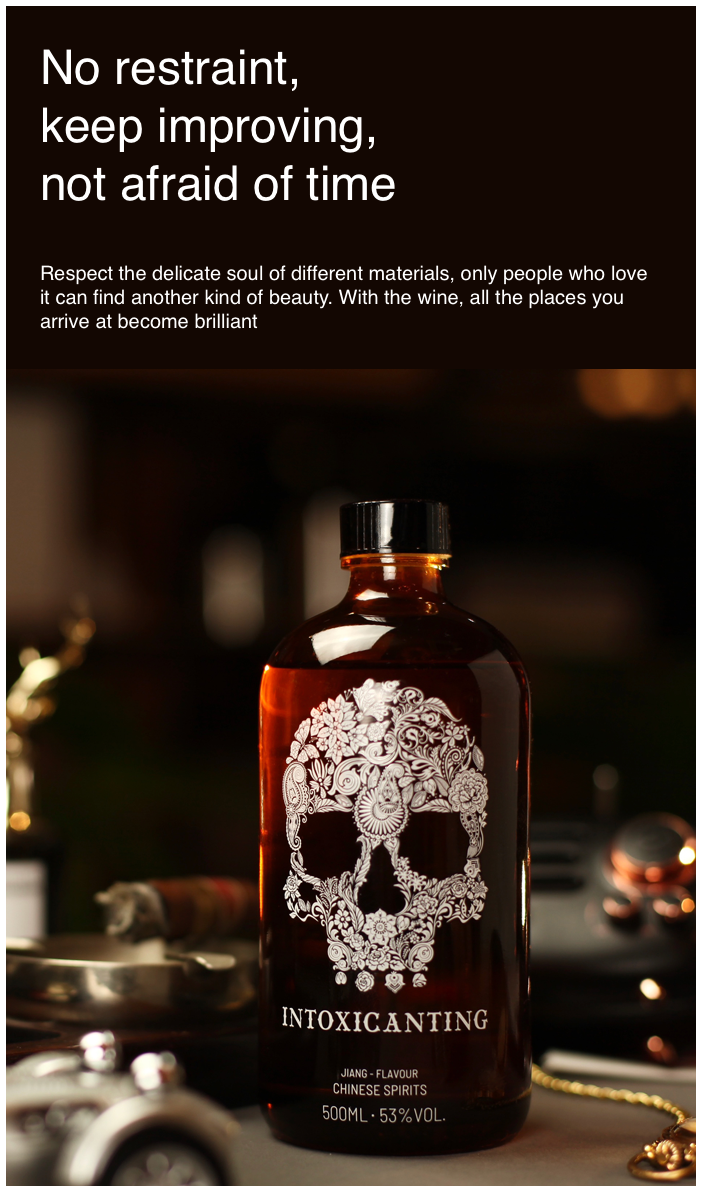 No restraint,
keep improving,
not afraid of time
Respect the delicate soul of different materials, only people who love
it can find another kind of beauty. With the wine, all the places you
arrive at become brilliant
INTOXICANTING
JIANG - FLAVOUR
CHINESE SPIRITS
500ML · 53%VOL.